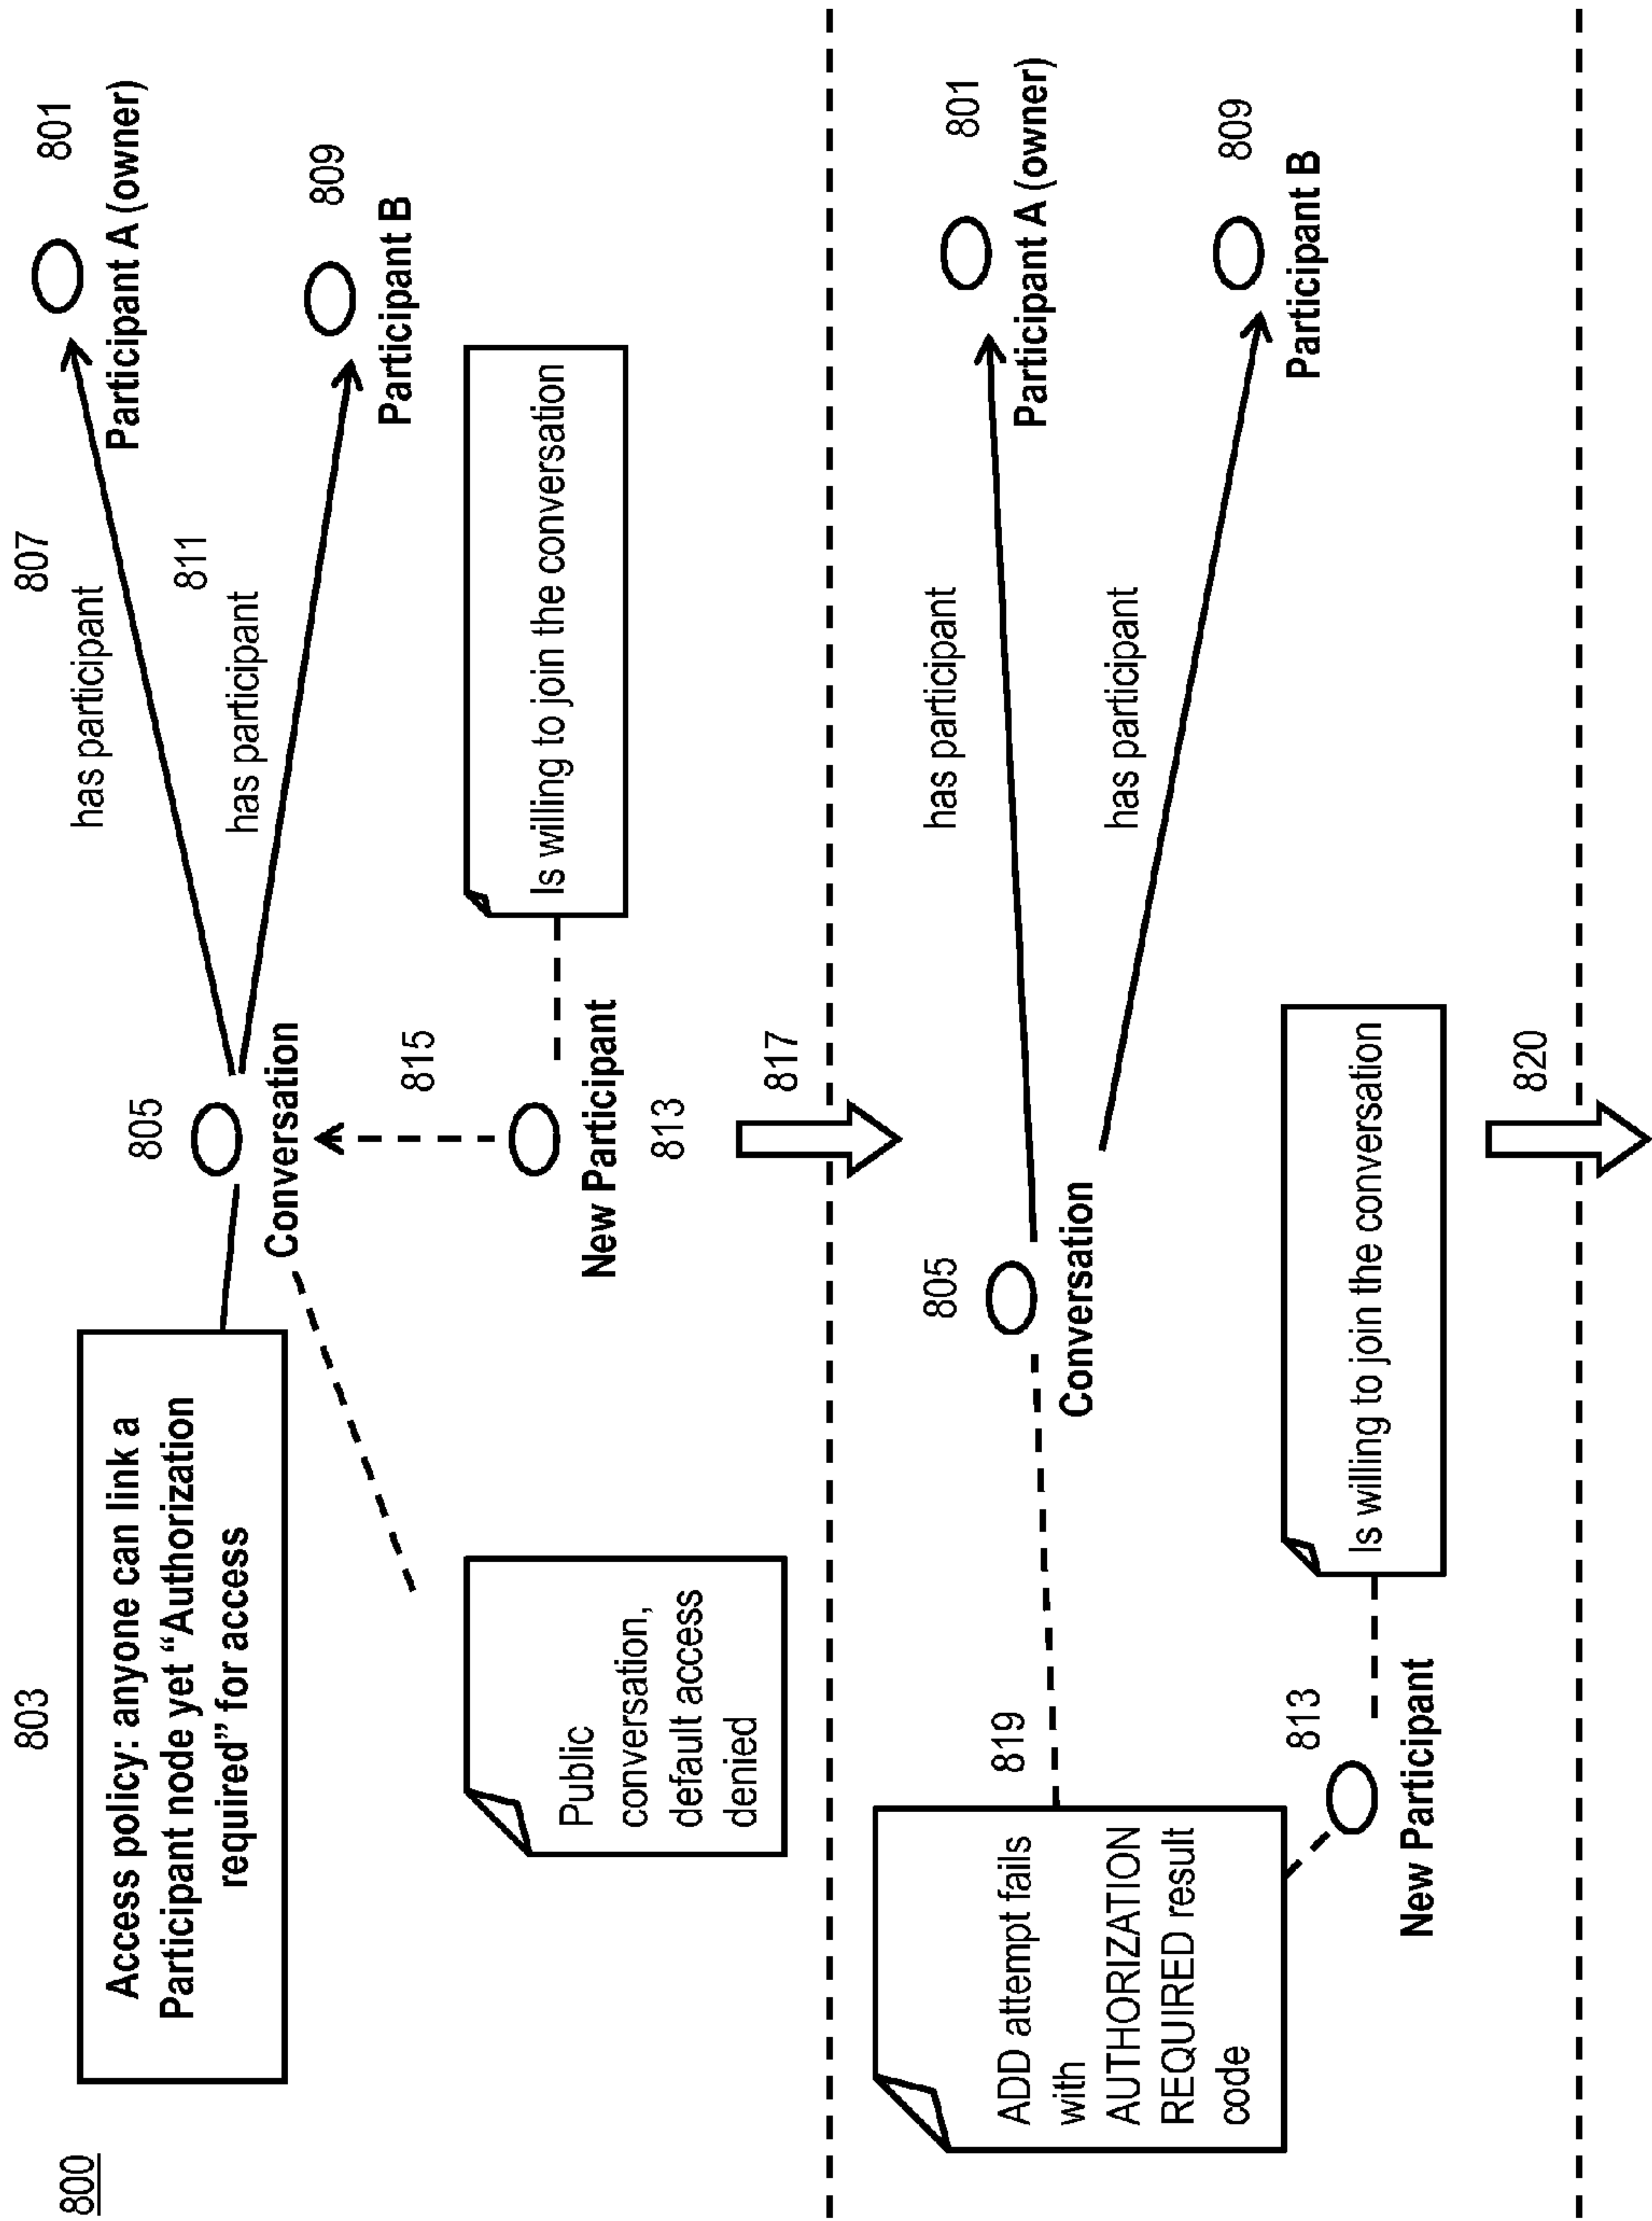 800
803
Access policy: anyone can link a
Participant node yet “Authorization
required” for access
805
Conversation
807
has participant
811
has participant
801
Participant A (owner)
809
Participant B
Public
conversation,
default access
denied
815
New Participant
813
Is willing to join the conversation
817
819
ADD attempt fails
with
AUTHORIZATION
REQUIRED result
code
805
Conversation
has participant
has participant
801
Participant A (owner)
809
Participant B
813
New Participant
Is willing to join the conversation
820